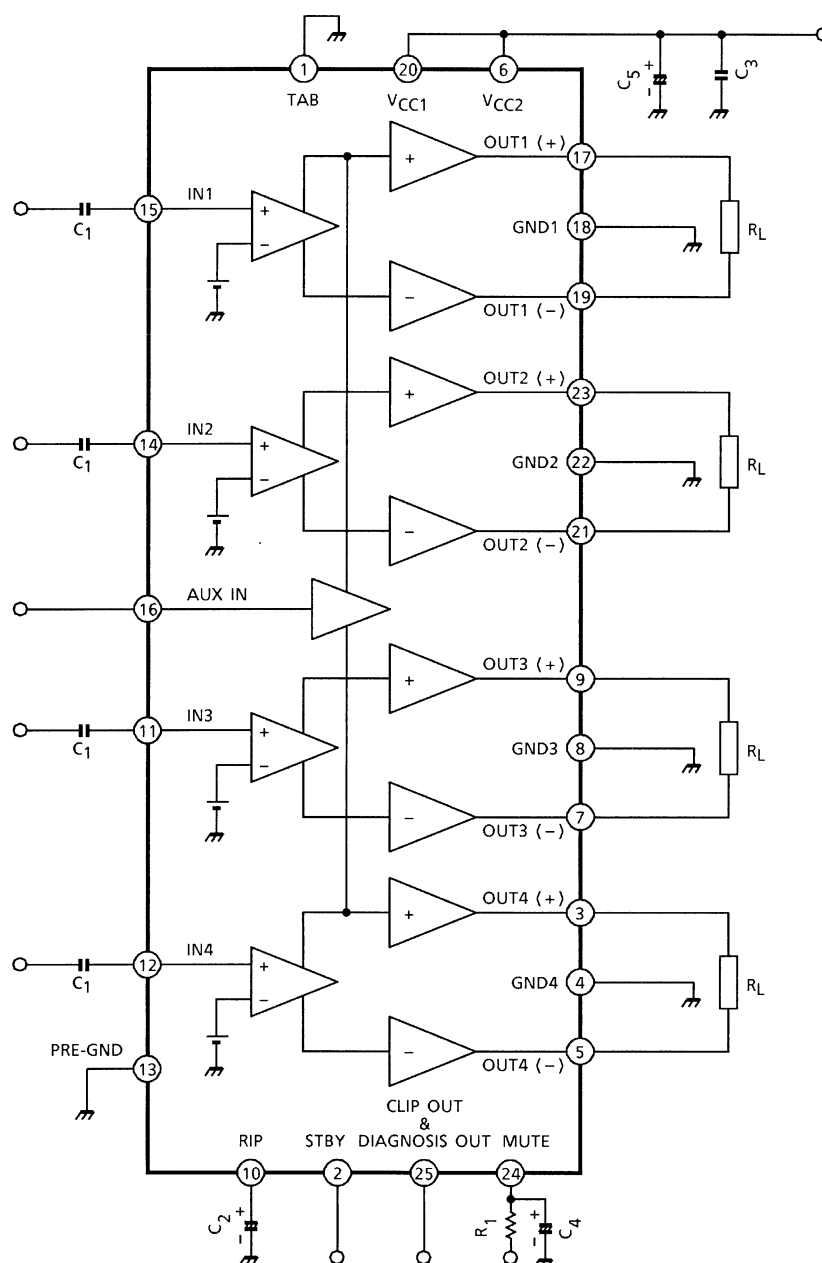 1
20
6
TAB
VCC1
VCC2
C5
+
-
C3
OUT1 (+)
17
+
IN1
15
C1
+
-
GND1
18
RL
-
OUT1 (-)
19
OUT2 (+)
23
+
IN2
14
C1
+
-
GND2
22
RL
-
OUT2 (-)
21
AUX IN
16
OUT3 (+)
9
+
IN3
11
C1
+
-
GND3
8
RL
-
OUT3 (-)
7
OUT4 (+)
3
+
IN4
12
C1
+
-
GND4
4
RL
-
OUT4 (-)
5
PRE-GND
13
CLIP OUT
&
RIP
STBY
DIAGNOSIS OUT
MUTE
10
2
25
24
C2
+
-
R1
+
-
C4